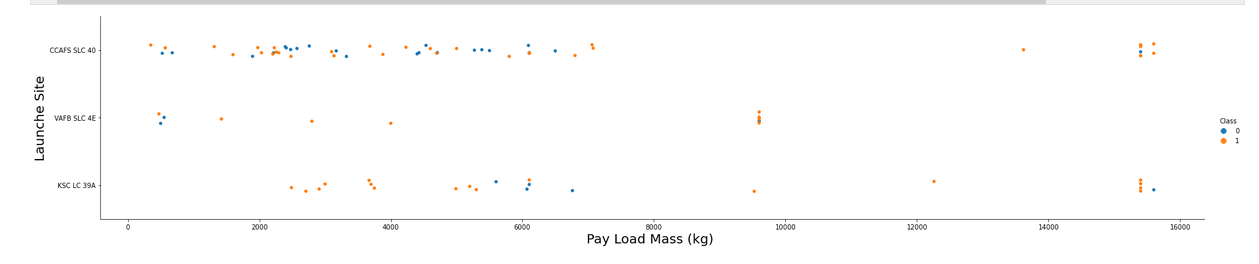 CCAFS SLC 40
VAFB SLC 4E
KSC LC 39A
Launche Site
0 2000 4000 6000 8000 10000 12000 14000 16000
Pay Load Mass (kg)
Class
0
1